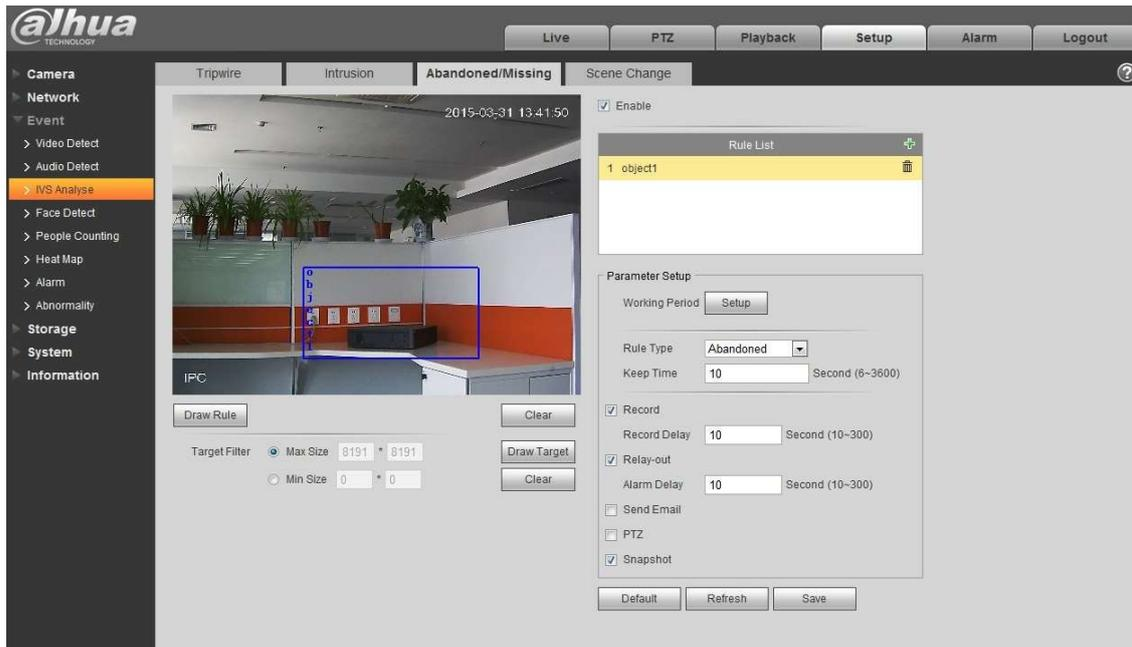 alhua
TECHNOLOGY
Live
PTZ
Playback
Setup
Alarm
Logout
Camera
Network
Event
Video Detect
Audio Detect
IVS Analyse
Face Detect
People Counting
Heat Map
Alarm
Abnormality
Storage
System
Information
Tripwire
Intrusion
Abandoned/Missing
Scene Change
?
2015-03-31 13:41:50
object1
IPC
Draw Rule
Clear
Target Filter Max Size 8191 * 8191
Draw Target
Min Size 0 * 0
Clear
Enable
Rule List
1 object1
Parameter Setup
Working Period Setup
Rule Type Abandoned
Keep Time 10 Second (6~3600)
Record
Record Delay 10 Second (10~300)
Relay-out
Alarm Delay 10 Second (10~300)
Send Email
PTZ
Snapshot
Default
Refresh
Save